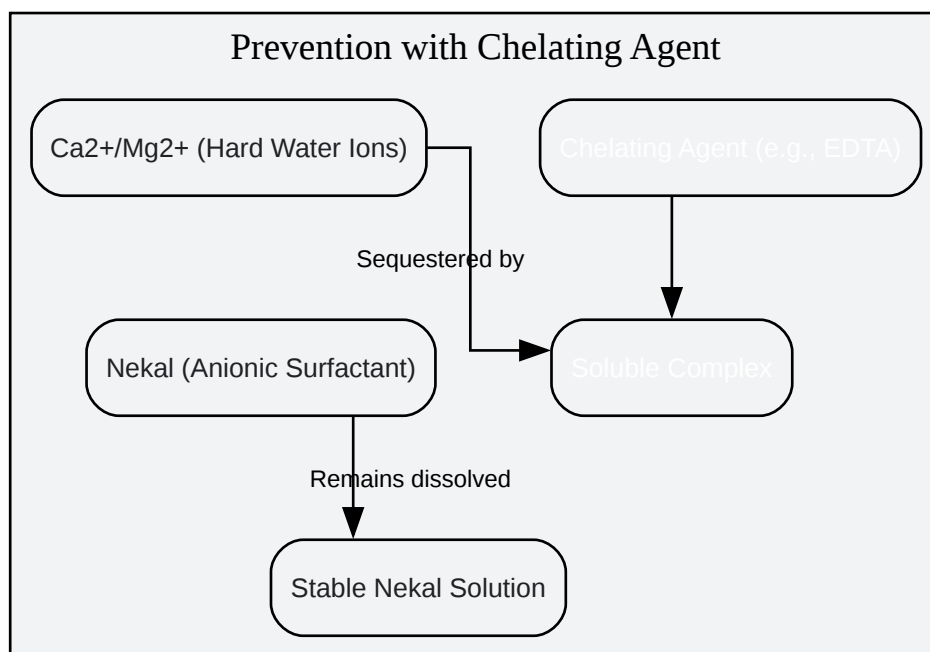 Prevention with Chelating Agent
Ca2+/Mg2+ (Hard Water Ions)
Chelating Agent (e.g., EDTA)
Sequestered by
Nekal (Anionic Surfactant)
Soluble Complex
Remains dissolved
Stable Nekal Solution